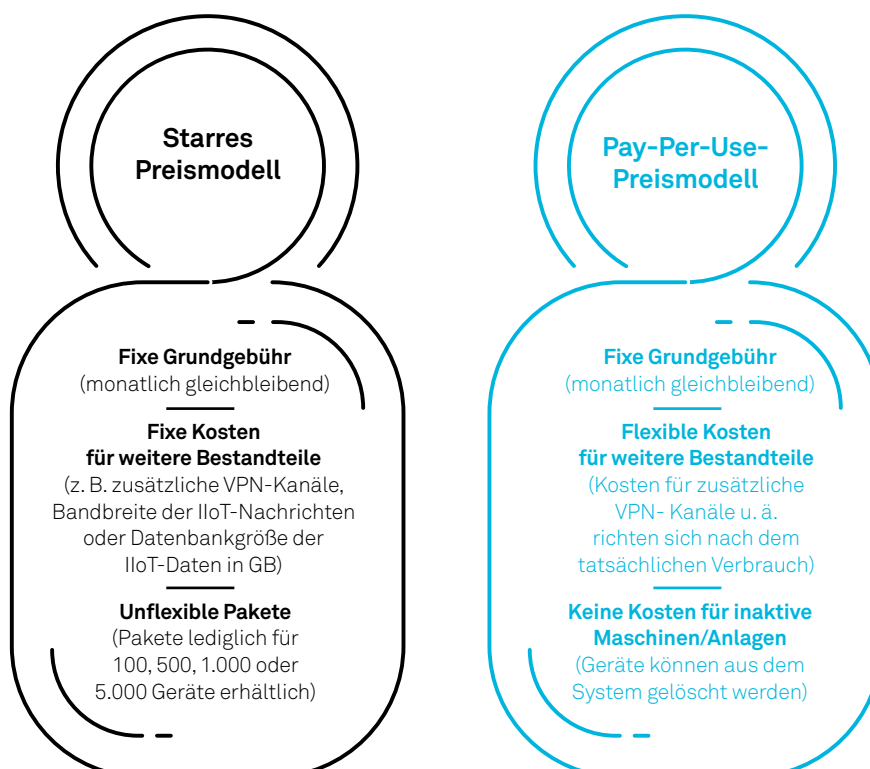 Starres
Preismodell
Fixe Grundgebühr
(monatlich gleichbleibend)
Fixe Kosten
für weitere Bestandteile
(z. B. zusätzliche VPN-Kanäle,
Bandbreite der IIoT-Nachrichten
oder Datenbankgröße der
IIoT-Daten in GB)
Unflexible Pakete
(Pakete lediglich für
100, 500, 1.000 oder
5.000 Geräte erhältlich)
Pay-Per-Use-
Preismodell
Fixe Grundgebühr
(monatlich gleichbleibend)
Flexible Kosten
für weitere Bestandteile
(Kosten für zusätzliche
VPN- Kanäle u. ä.
richten sich nach dem
tatsächlichen Verbrauch)
Keine Kosten für inaktive
Maschinen/Anlagen
(Geräte können aus dem
System gelöscht werden)